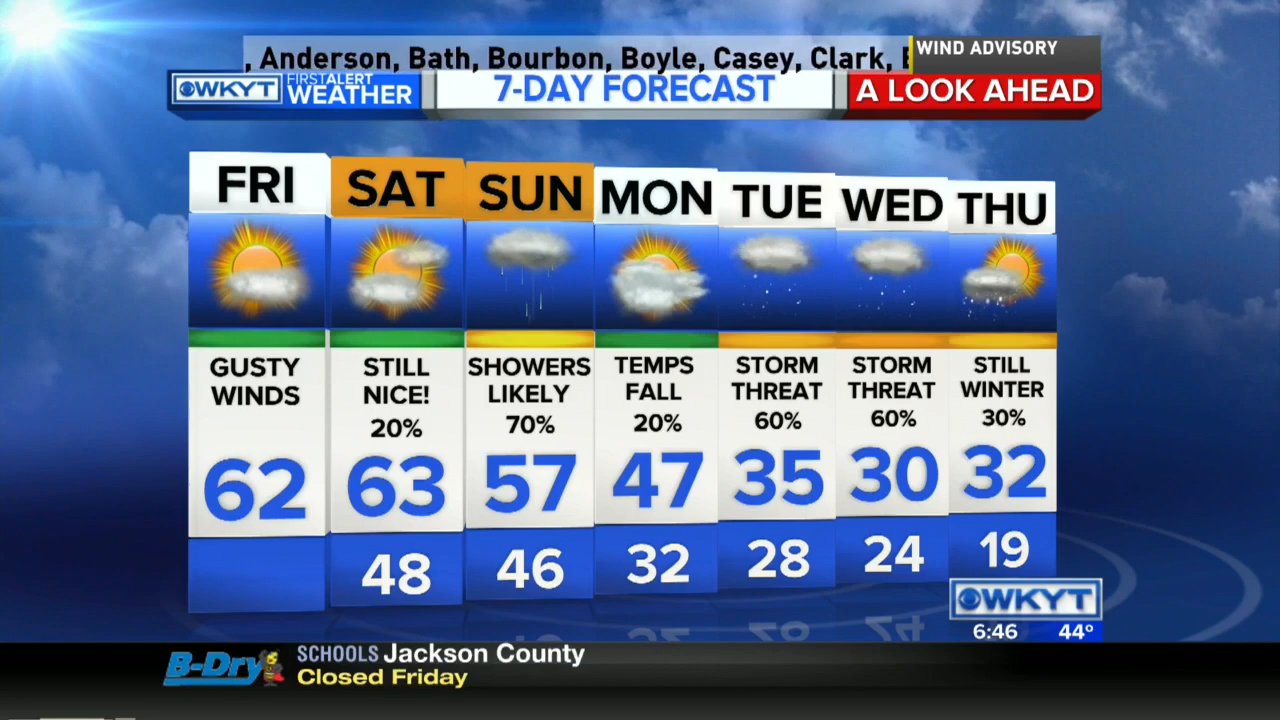 , Anderson, Bath, Bourbon, Boyle, Casey, Clark,
WIND ADVISORY
WKYT FIRST ALERT WEATHER
7-DAY FORECAST
A LOOK AHEAD
FRI
GUSTY
WINDS
62
SAT
STILL
NICE!
20%
63
48
SUN
SHOWERS
LIKELY
70%
57
46
MON
TEMPS
FALL
20%
47
32
TUE
STORM
THREAT
60%
35
28
WED
STORM
THREAT
60%
30
24
THU
STILL
WINTER
30%
32
19
WKYT
6:46 44°
B-Dry
SCHOOLS Jackson County
Closed Friday